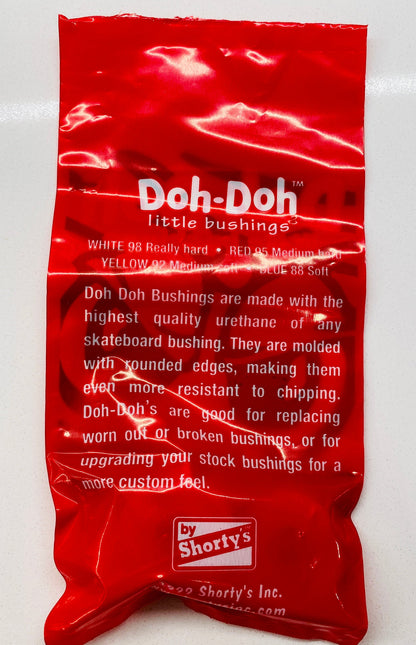 Doh-Doh™
little bushings
WHITE 98 Really hard • RED 95 Medium hard
YELLOW 92 Medium soft • BLUE 88 Soft
Doh Doh Bushings are made with the
highest quality urethane of any
skateboard bushing. They are molded
with rounded edges, making them
even more resistant to chipping.
Doh-Doh's are good for replacing
worn out or broken bushings, or for
upgrading your stock bushings for a
more custom feel.
by
Shorty's
Shorty's Inc.